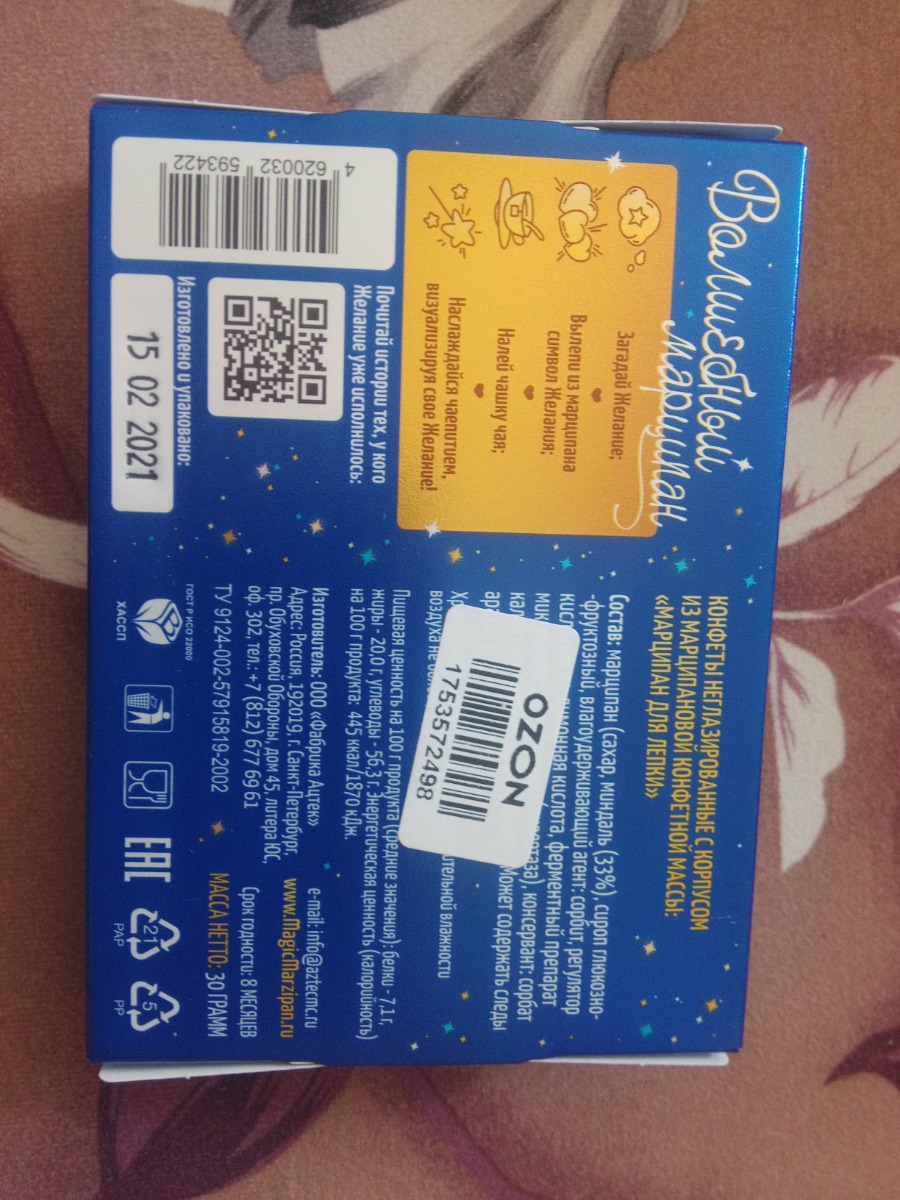 Волшебный
марципан
Загадай Желание;
Вылепи из марципана
символ Желания;
Налей чашку чая;
Наслаждайся чаепитием,
визуализируя свое Желание!
4 620032 593422
Почитай истории тех, у кого
Желание уже исполнилось:
Изготовлено и упаковано:
15 02 2021
КОНФЕТЫ НЕГЛАЗИРОВАННЫЕ С КОРПУСОМ
ИЗ МАРЦИПАНОВОЙ КОНФЕТНОЙ МАССЫ:
«МАРЦИПАН ДЛЯ ЛЕПКИ»
Состав: марципан (сахар, миндаль (33%), сироп глюкозно-
-фруктозный, влагоудерживающий агент: сорбит, регулятор
кислота, ферментный препарат
консервант: сорбат
Может содержать следы
воздуха не влажности
OZON
1753572498
Пищевая ценность на 100 г продукта (средние значения): белки - 7,1 г,
жиры - 20,0 г, углеводы - 56,3 г. Энергетическая ценность (калорийность)
на 100 г продукта: 445 ккал/1870 кДж.
Изготовитель: ООО «Фабрика Ацтек»
Адрес: Россия, 192019, г. Санкт-Петербург,
пр. Обуховской Обороны, дом 45, литера Ю,
оф. 302, тел.: +7 (812) 677 69 61
ТУ 9124-002-57915819-2002
e-mail: info@aztecmc.ru
www.MagicMarzipan.ru
Срок годности: 8 МЕСЯЦЕВ
МАССА НЕТТО: 30 ГРАММ
ГОСТ Р ИСО 22000
ХАССП
EAC
21
PAP
5
PP